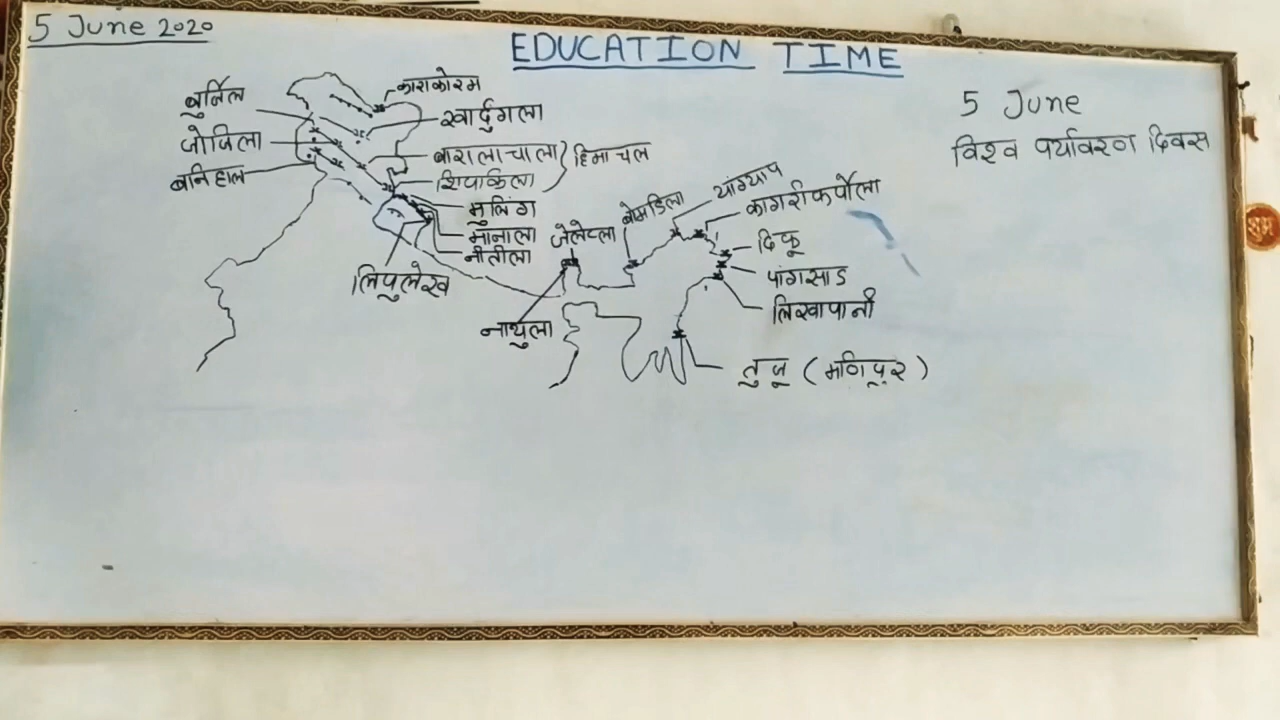 5 June 2020
EDUCATION TIME
5 June
विश्व पर्यावरण दिवस
काराकोरम
बुर्जिल
खार्दुंगला
जोजिला
बारालाचाला
हिमाचल
बनिहाल
शिपकिला
मुलिंग
मानाला
नीतीला
लिपुलेख
जेलेप्ला
बोमडिला
यांग्याप
कांगरीकर्पोला
दिफू
पांगसाड
लिखापानी
नाथुला
तुजू (मणिपुर)